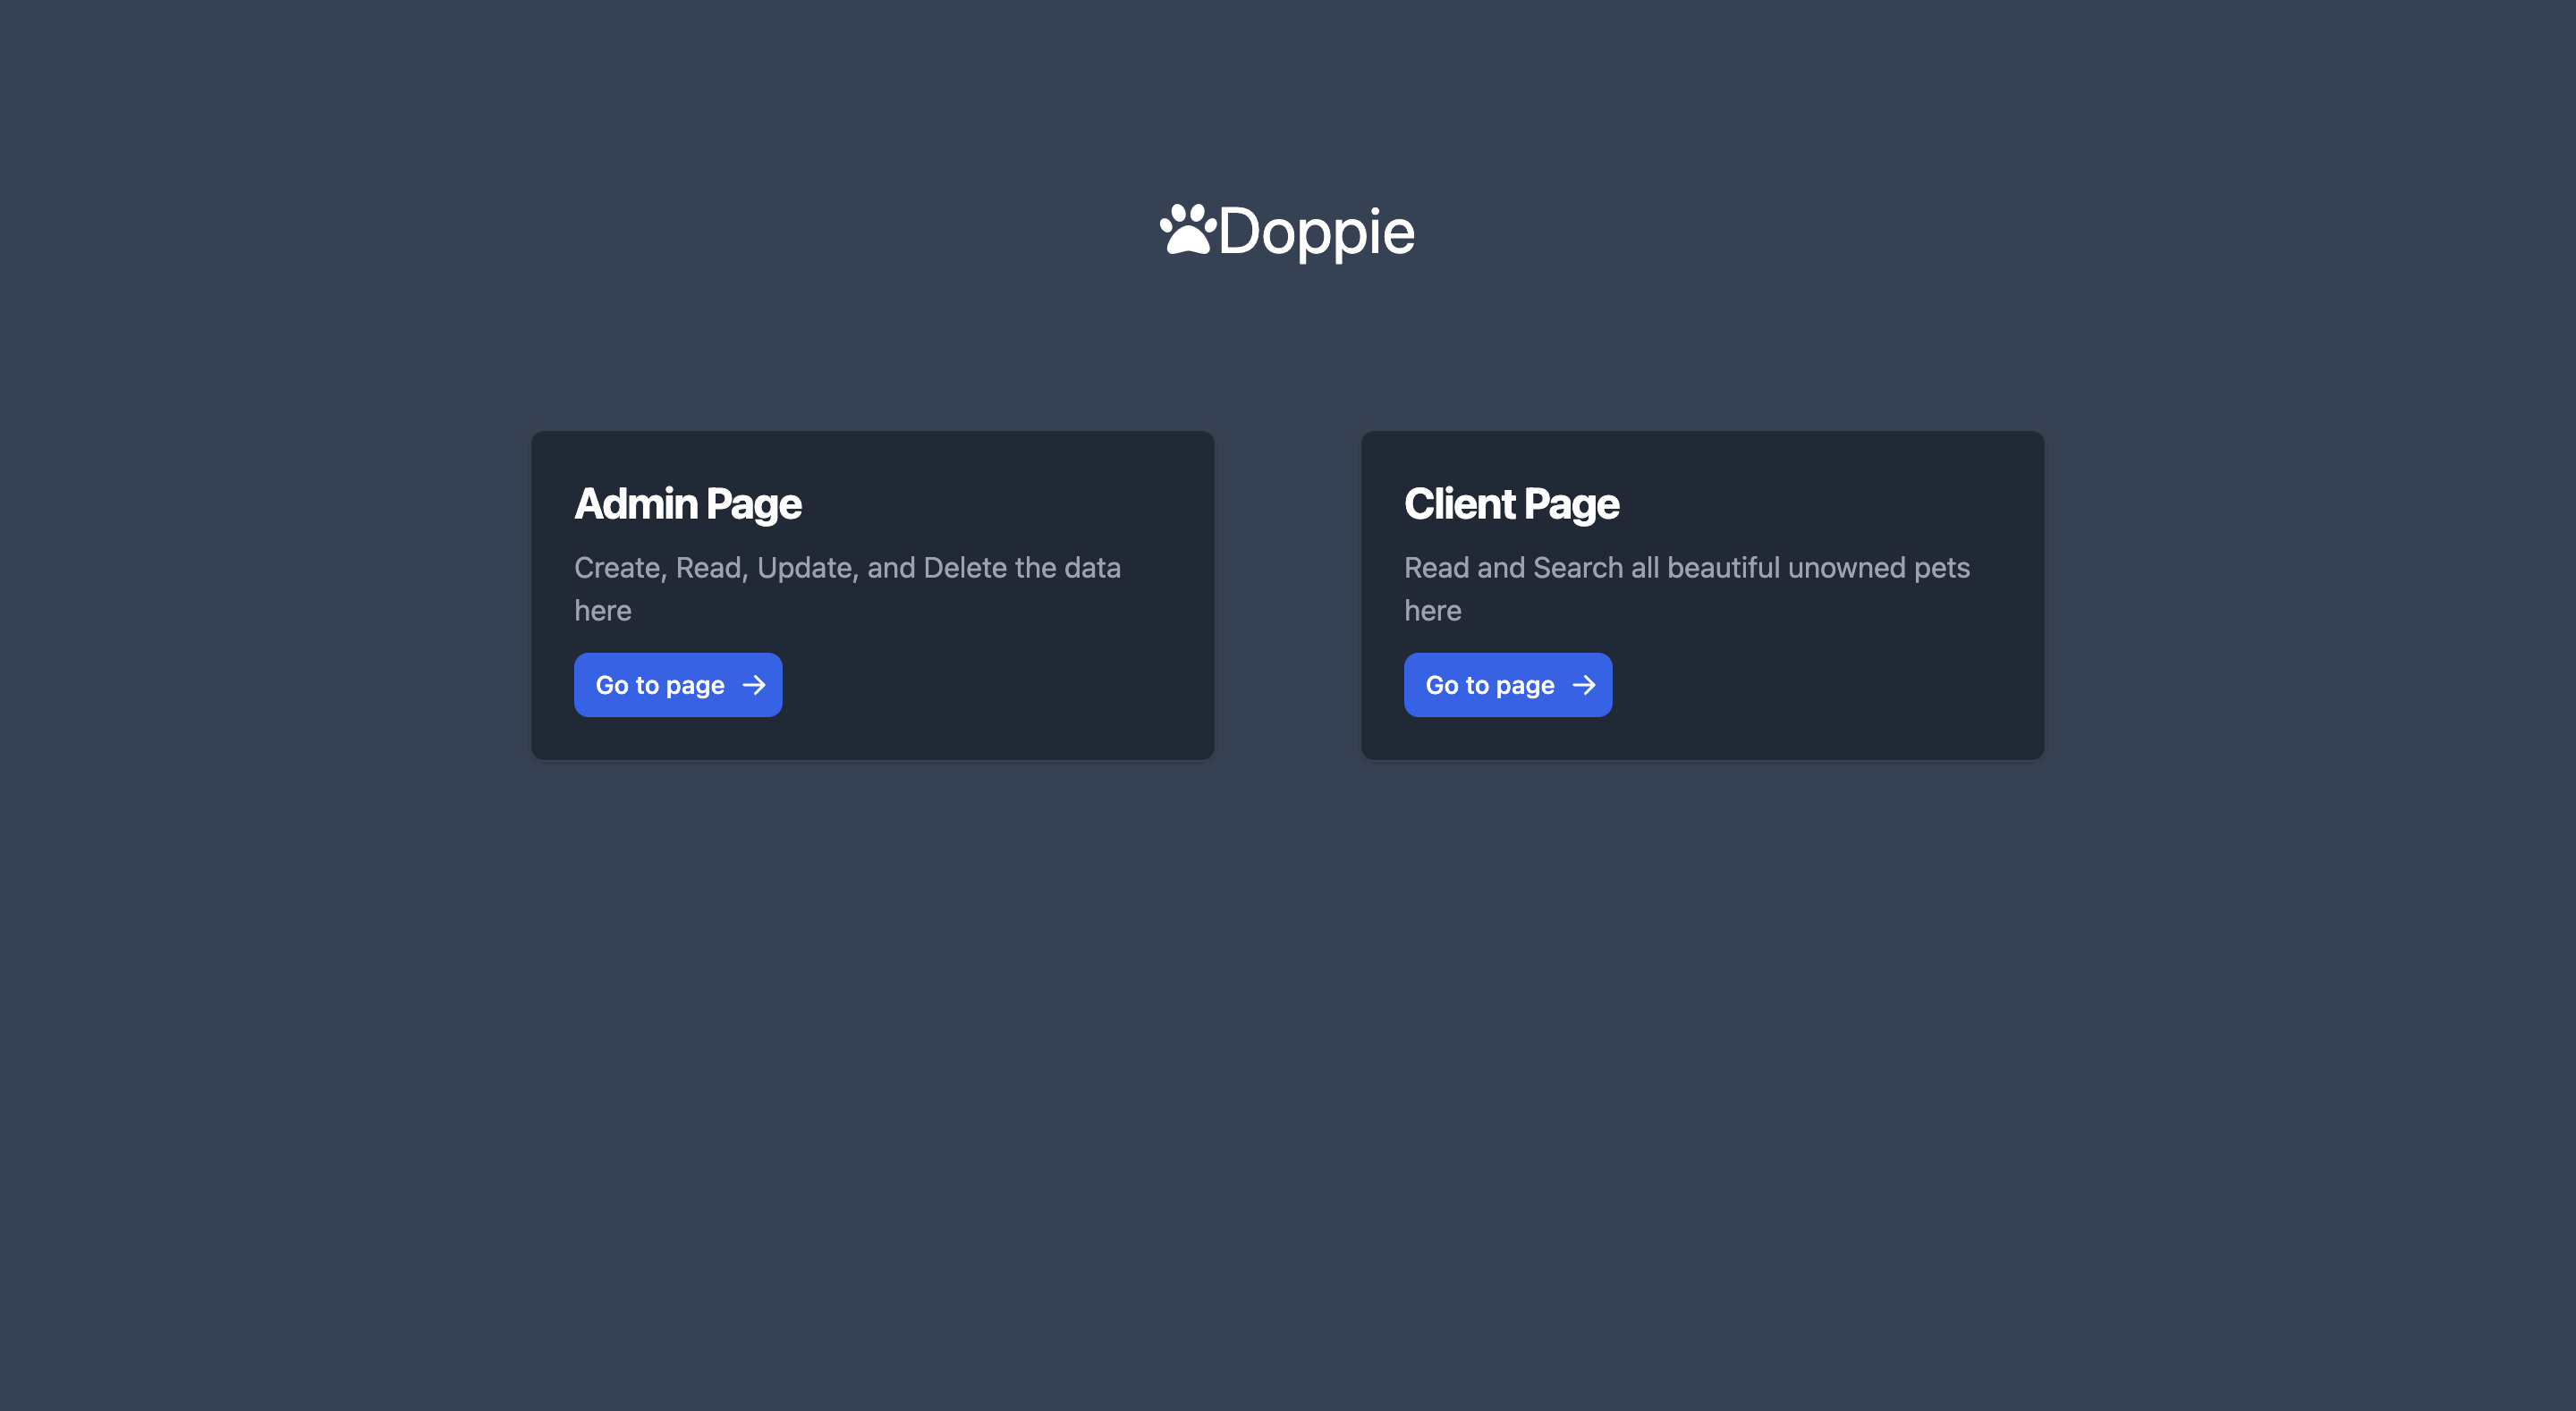 Doppie
Admin Page
Create, Read, Update, and Delete the data
here
Go to page
Client Page
Read and Search all beautiful unowned pets
here
Go to page